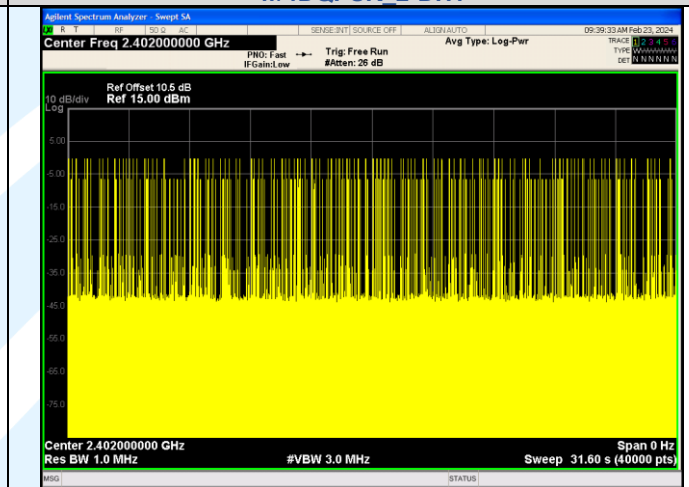 Agilent Spectrum Analyzer - Swept SA
R T RF 50 Ω AC SENSE:INT SOURCE OFF ALIGN AUTO 09:39:33 AM Feb 23, 2024
Center Freq 2.402000000 GHz Avg Type: Log-Pwr TRACE 1 2 3 4 5 6
PNO: Fast Trig: Free Run TYPE
IFGain:Low #Atten: 26 dB DET N N N N N N
Ref Offset 10.5 dB
10 dB/div Ref 15.00 dBm
Log
5.00
-5.00
-15.0
-25.0
-35.0
-45.0
-55.0
-65.0
-75.0
Center 2.402000000 GHz Span 0 Hz
Res BW 1.0 MHz #VBW 3.0 MHz Sweep 31.60 s (40000 pts)
MSG STATUS